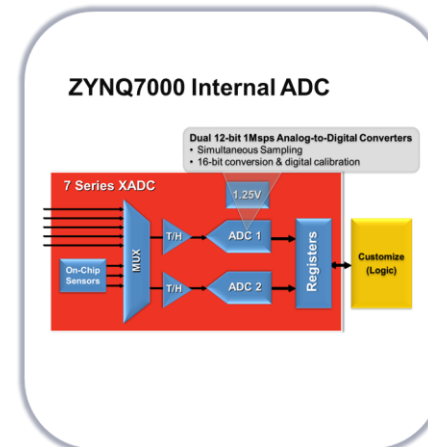 ZYNQ7000 Internal ADC
Dual 12-bit 1Msps Analog-to-Digital Converters
• Simultaneous Sampling
• 16-bit conversion & digital calibration
7 Series XADC
1.25V
MUX
T/H
ADC 1
On-Chip
Sensors
T/H
ADC 2
Registers
Customize
(Logic)